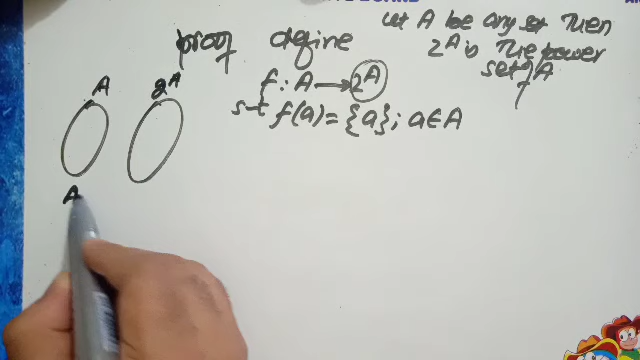 let A be any set Then
2^A is The power
set of A
proof define
f : A → 2^A
s.t f(a) = {a} ; a ∈ A
A 2^A
A